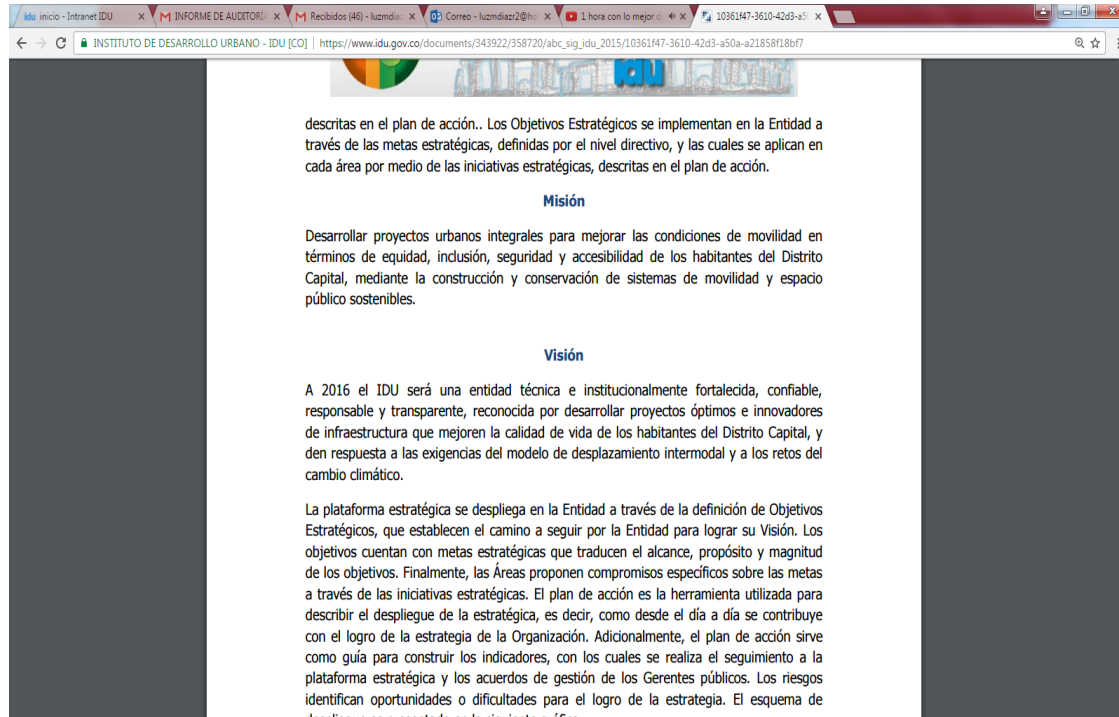 idu inicio - Intranet IDU
INFORME DE AUDITORÍA
Recibidos (46) - luzmdiaz
Correo - luzmdiazr2@ho
1 hora con lo mejor d
10361f47-3610-42d3-a5
INSTITUTO DE DESARROLLO URBANO - IDU [CO] | https://www.idu.gov.co/documents/343922/358720/abc_sig_idu_2015/10361f47-3610-42d3-a50a-a21858f18bf7
idu
descritas en el plan de acción.. Los Objetivos Estratégicos se implementan en la Entidad a
través de las metas estratégicas, definidas por el nivel directivo, y las cuales se aplican en
cada área por medio de las iniciativas estratégicas, descritas en el plan de acción.
Misión
Desarrollar proyectos urbanos integrales para mejorar las condiciones de movilidad en
términos de equidad, inclusión, seguridad y accesibilidad de los habitantes del Distrito
Capital, mediante la construcción y conservación de sistemas de movilidad y espacio
público sostenibles.
Visión
A 2016 el IDU será una entidad técnica e institucionalmente fortalecida, confiable,
responsable y transparente, reconocida por desarrollar proyectos óptimos e innovadores
de infraestructura que mejoren la calidad de vida de los habitantes del Distrito Capital, y
den respuesta a las exigencias del modelo de desplazamiento intermodal y a los retos del
cambio climático.
La plataforma estratégica se despliega en la Entidad a través de la definición de Objetivos
Estratégicos, que establecen el camino a seguir por la Entidad para lograr su Visión. Los
objetivos cuentan con metas estratégicas que traducen el alcance, propósito y magnitud
de los objetivos. Finalmente, las Áreas proponen compromisos específicos sobre las metas
a través de las iniciativas estratégicas. El plan de acción es la herramienta utilizada para
describir el despliegue de la estratégica, es decir, como desde el día a día se contribuye
con el logro de la estrategia de la Organización. Adicionalmente, el plan de acción sirve
como guía para construir los indicadores, con los cuales se realiza el seguimiento a la
plataforma estratégica y los acuerdos de gestión de los Gerentes públicos. Los riesgos
identifican oportunidades o dificultades para el logro de la estrategia. El esquema de